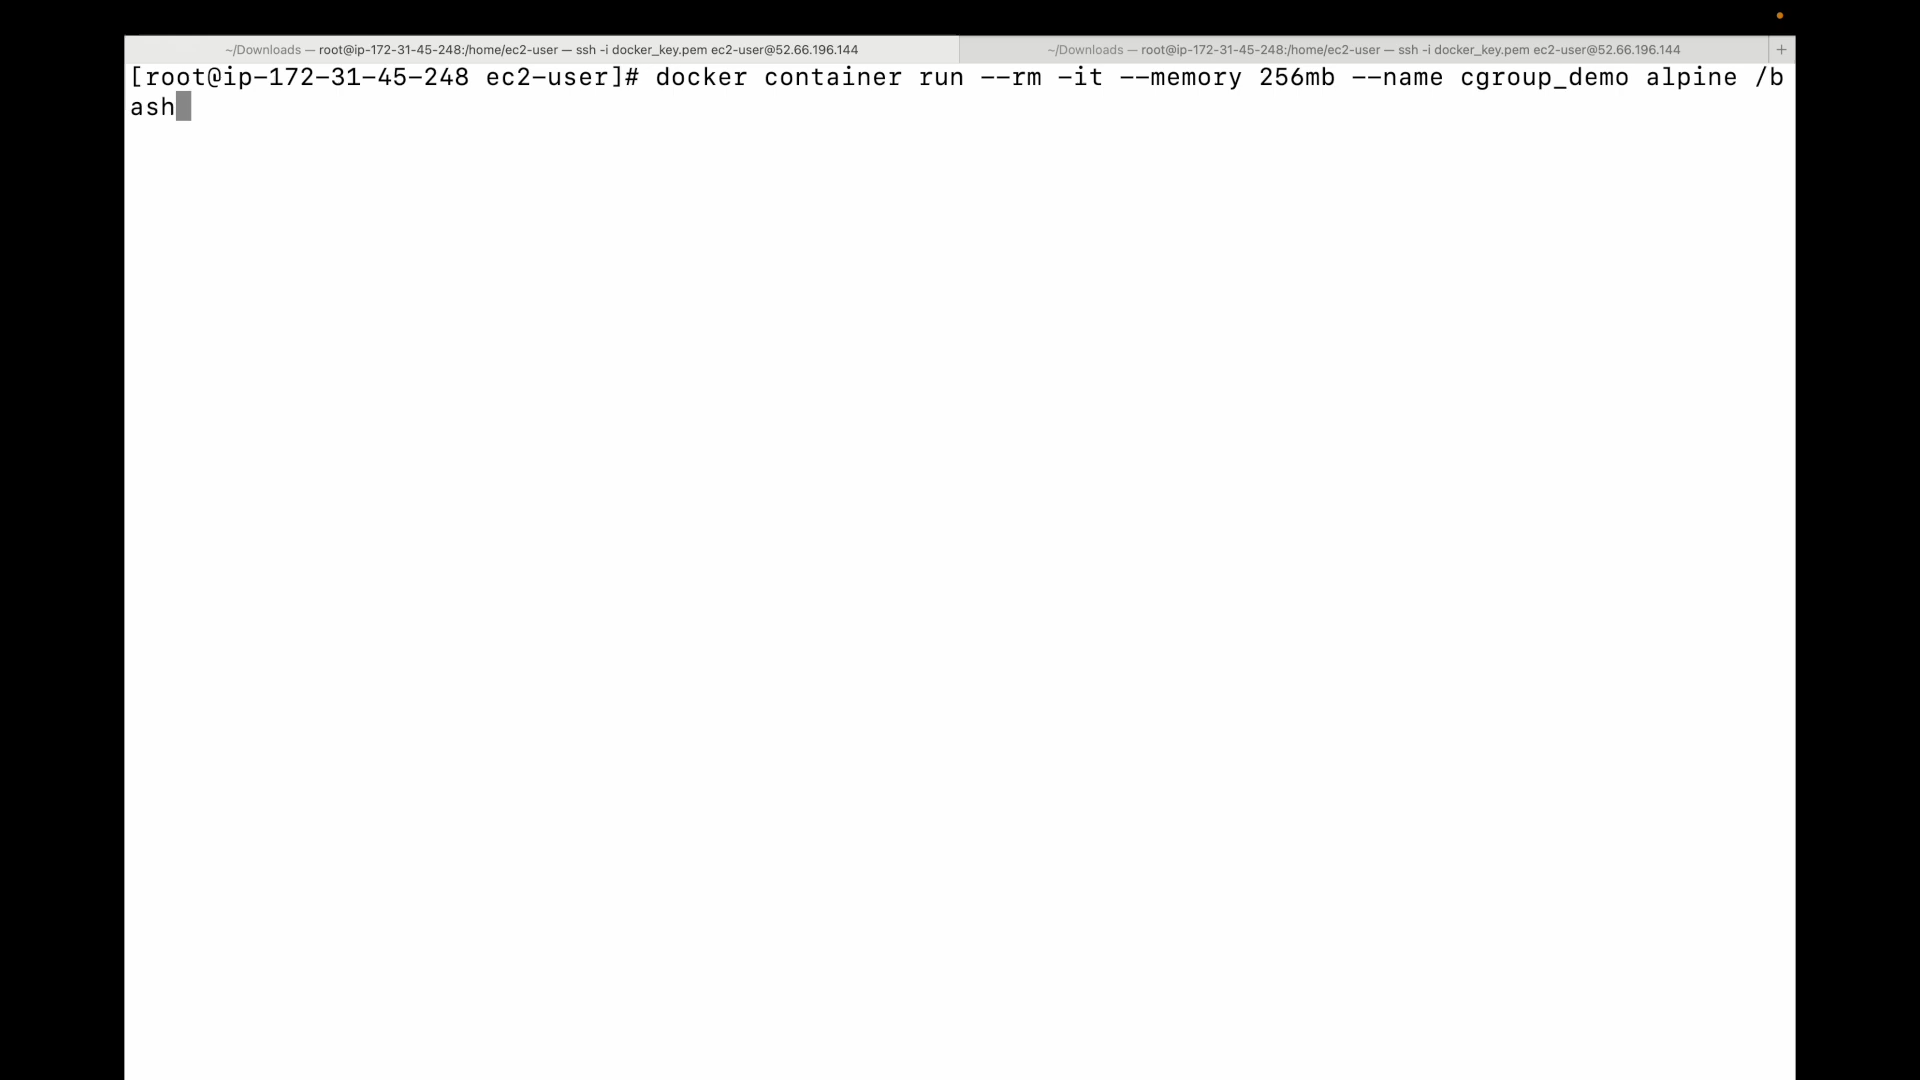 ~/Downloads — root@ip-172-31-45-248:/home/ec2-user — ssh -i docker_key.pem ec2-user@52.66.196.144
~/Downloads — root@ip-172-31-45-248:/home/ec2-user — ssh -i docker_key.pem ec2-user@52.66.196.144
+
[root@ip-172-31-45-248 ec2-user]# docker container run --rm -it --memory 256mb --name cgroup_demo alpine /b
ash